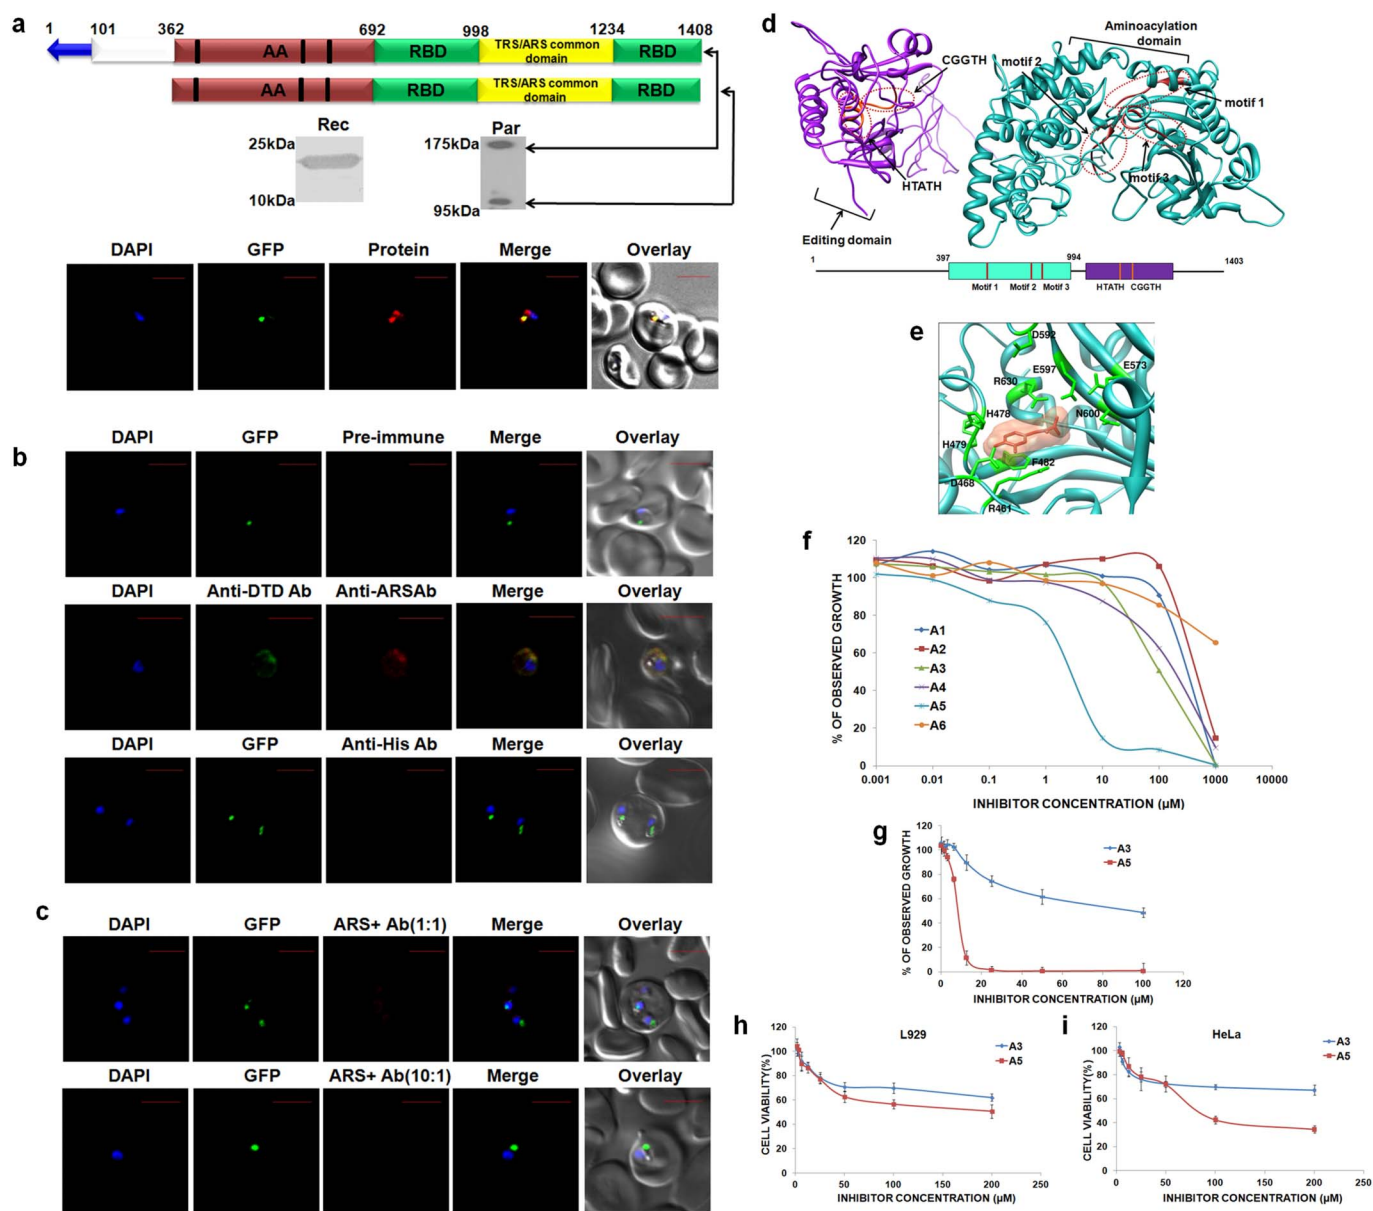 a
1 101 362 692 998 1234 1408
AA RBD TRS/ARS common domain RBD
AA RBD TRS/ARS common domain RBD
Rec
25kDa
10kDa
Par
175kDa
95kDa
DAPI GFP Protein Merge Overlay
b
DAPI GFP Pre-immune Merge Overlay
DAPI Anti-DTD Ab Anti-ARSAb Merge Overlay
DAPI GFP Anti-His Ab Merge Overlay
c
DAPI GFP ARS+ Ab(1:1) Merge Overlay
DAPI GFP ARS+ Ab(10:1) Merge Overlay
d
CGGTH
HTATH
Editing domain
Aminoacylation
domain
motif 2
motif 1
motif 3
1 397 994 1403
Motif 1 Motif 2 Motif 3 HTATH CGGTH
e
D592
E597
E573
R630
H478
N600
H479
F482
D468
R461
f
% OF OBSERVED GROWTH
120
100
80
60
40
20
0
A1
A2
A3
A4
A5
A6
0.001 0.01 0.1 1 10 100 1000 10000
INHIBITOR CONCENTRATION (µM)
g
% OF OBSERVED GROWTH
120
100
80
60
40
20
0
A3
A5
0 20 40 60 80 100 120
INHIBITOR CONCENTRATION (µM)
h
L929
CELL VIABILITY(%)
120
100
80
60
40
20
0
A3
A5
0 50 100 150 200 250
INHIBITOR CONCENTRATION (µM)
i
HeLa
CELL VIABILITY(%)
120
100
80
60
40
20
0
A3
A5
0 50 100 150 200 250
INHIBITOR CONCENTRATION (µM)